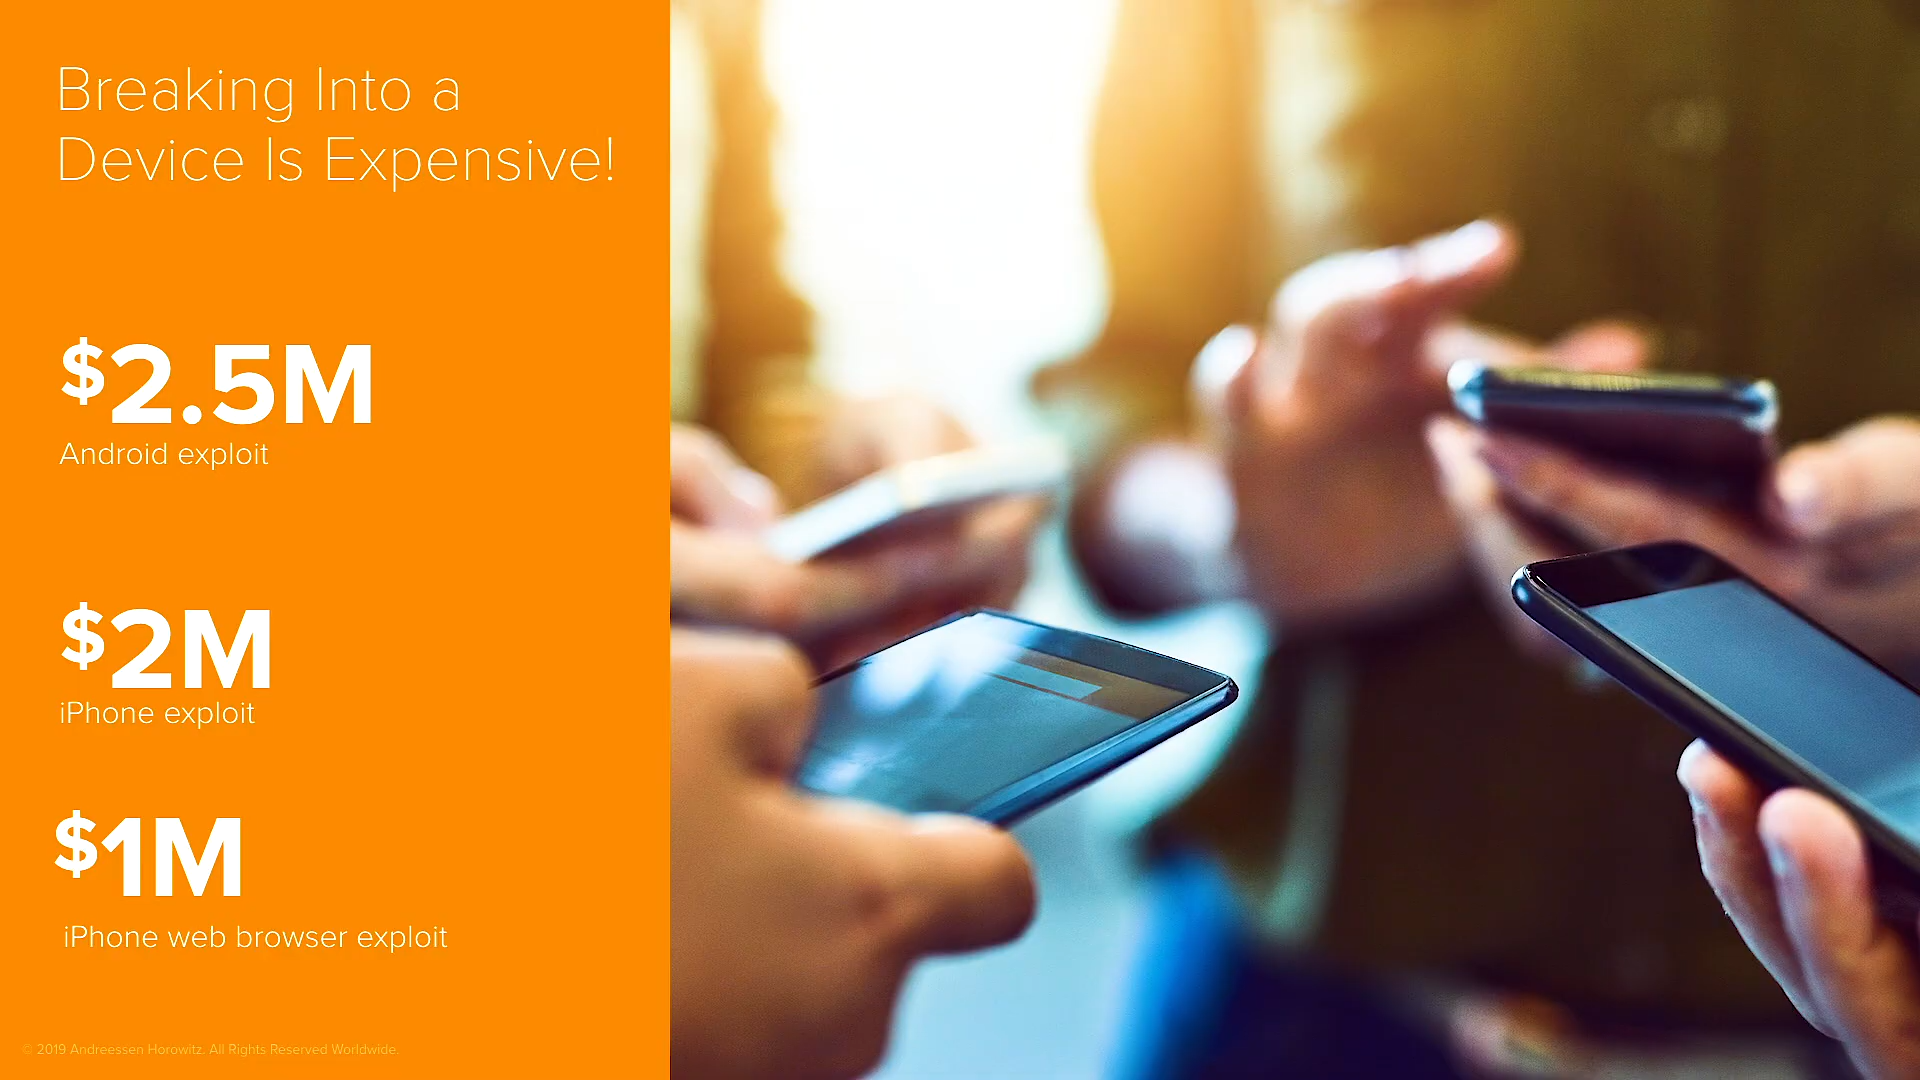 Breaking Into a
Device Is Expensive!
$2.5M
Android exploit
$2M
iPhone exploit
$1M
iPhone web browser exploit
© 2019 Andreessen Horowitz. All Rights Reserved Worldwide.